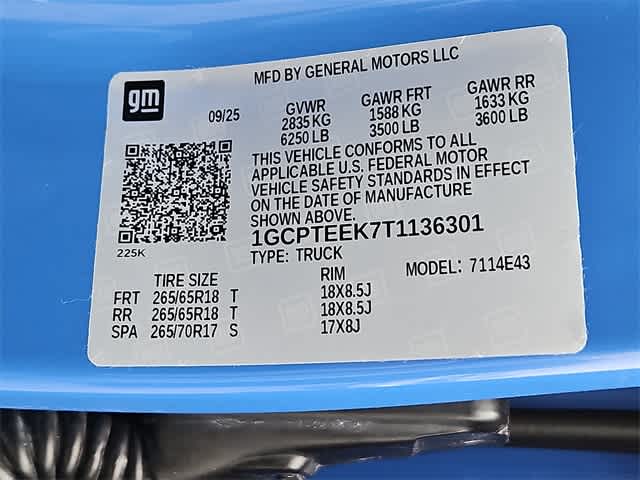 MFD BY GENERAL MOTORS LLC
gm
09/25 GVWR GAWR FRT GAWR RR
2835 KG 1588 KG 1633 KG
6250 LB 3500 LB 3600 LB
THIS VEHICLE CONFORMS TO ALL
APPLICABLE U.S. FEDERAL MOTOR
VEHICLE SAFETY STANDARDS IN EFFECT
ON THE DATE OF MANUFACTURE
SHOWN ABOVE.
1GCPTEEK7T1136301
225K
TYPE: TRUCK
MODEL: 7114E43
TIRE SIZE RIM
FRT 265/65R18 T 18X8.5J
RR 265/65R18 T 18X8.5J
SPA 265/70R17 S 17X8J